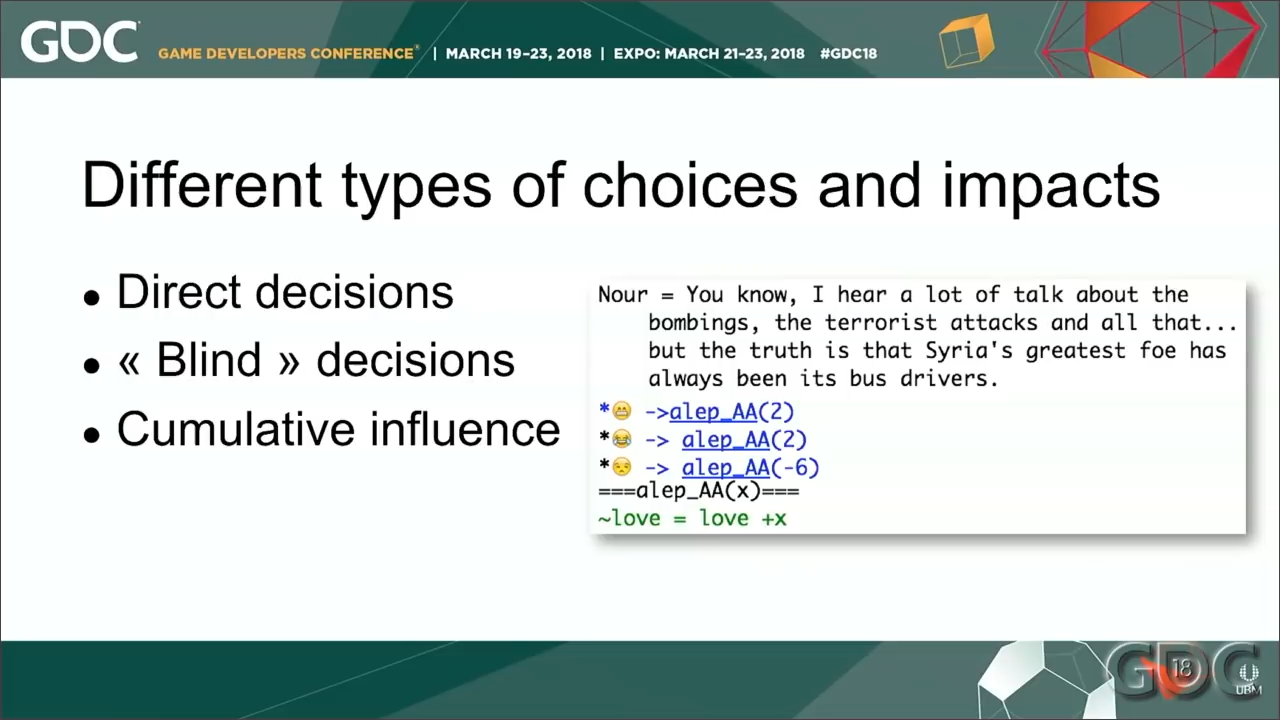 GDC GAME DEVELOPERS CONFERENCE® | MARCH 19–23, 2018 | EXPO: MARCH 21–23, 2018 #GDC18
Different types of choices and impacts
• Direct decisions
• « Blind » decisions
• Cumulative influence
Nour = You know, I hear a lot of talk about the
bombings, the terrorist attacks and all that...
but the truth is that Syria's greatest foe has
always been its bus drivers.
*😁 ->alep_AA(2)
*😂 -> alep_AA(2)
*😒 -> alep_AA(-6)
===alep_AA(x)===
~love = love +x
GDC 18 UBM